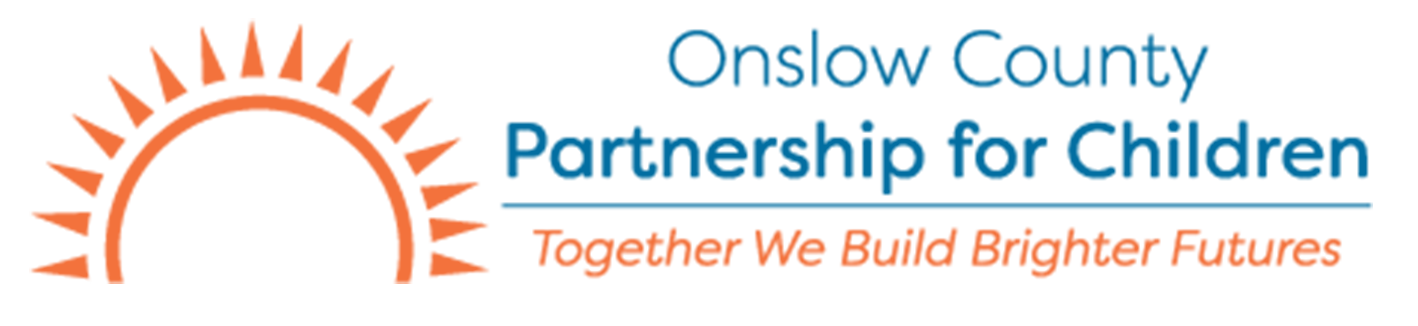 Onslow County
Partnership for Children
Together We Build Brighter Futures